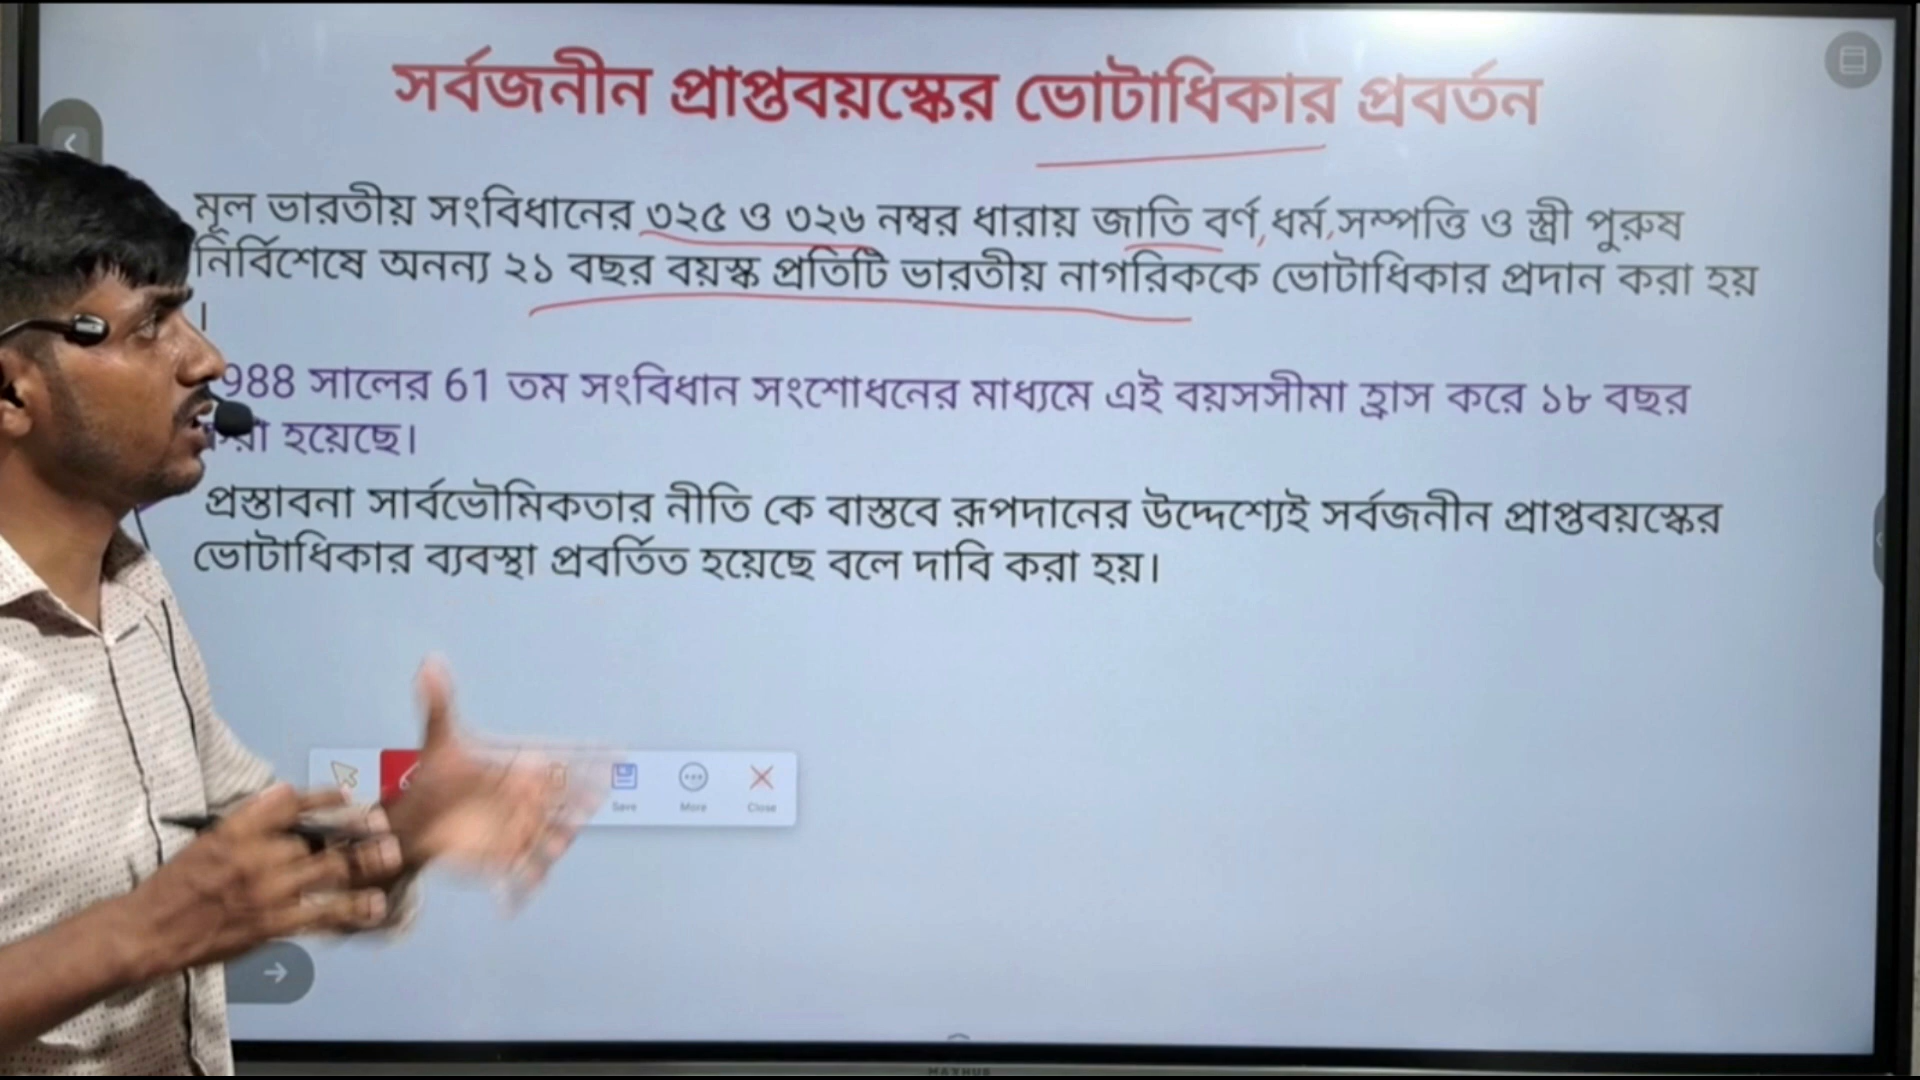 সর্বজনীন প্রাপ্তবয়স্কের ভোটাধিকার প্রবর্তন
মূল ভারতীয় সংবিধানের ৩২৫ ও ৩২৬ নম্বর ধারায় জাতি বর্ণ,ধর্ম,সম্পত্তি ও স্ত্রী পুরুষ
নির্বিশেষে অনন্য ২১ বছর বয়স্ক প্রতিটি ভারতীয় নাগরিককে ভোটাধিকার প্রদান করা হয়
।
988 সালের 61 তম সংবিধান সংশোধনের মাধ্যমে এই বয়সসীমা হ্রাস করে ১৮ বছর
হয়েছে।
প্রস্তাবনা সার্বভৌমিকতার নীতি কে বাস্তবে রূপদানের উদ্দেশ্যেই সর্বজনীন প্রাপ্তবয়স্কের
ভোটাধিকার ব্যবস্থা প্রবর্তিত হয়েছে বলে দাবি করা হয়।
Save More Close
MAXHUB